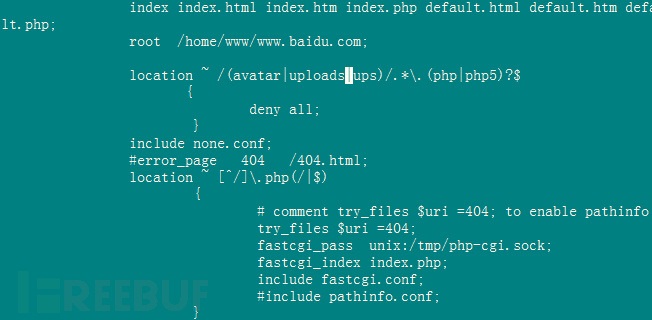 index index.html index.htm index.php default.html default.htm defa
lt.php;
root /home/www/www.baidu.com;
location ~ /(avatar|uploads|ups)/.*\.(php|php5)?$
{
deny all;
}
include none.conf;
#error_page 404 /404.html;
location ~ [^/]\.php(/|$)
{
# comment try_files $uri =404; to enable pathinfo
try_files $uri =404;
fastcgi_pass unix:/tmp/php-cgi.sock;
fastcgi_index index.php;
include fastcgi.conf;
#include pathinfo.conf;
}
FREEBUF